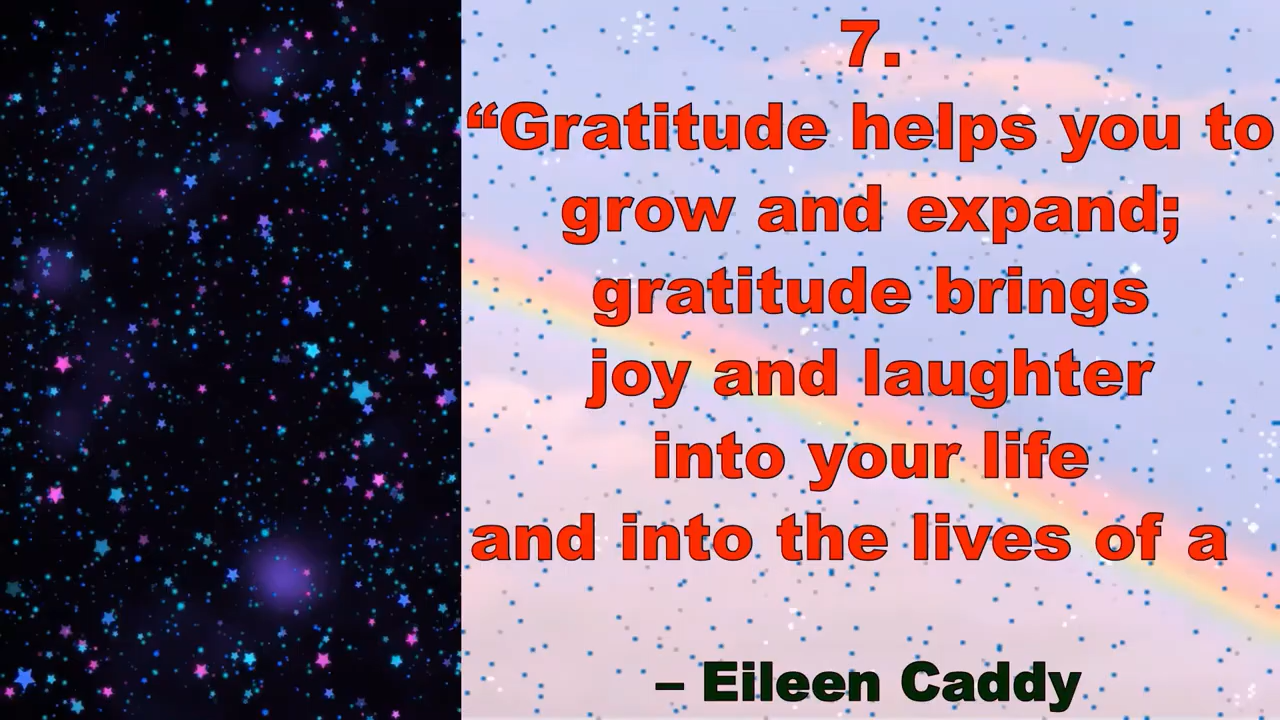 7.
“Gratitude helps you to
grow and expand;
gratitude brings
joy and laughter
into your life
and into the lives of a
– Eileen Caddy